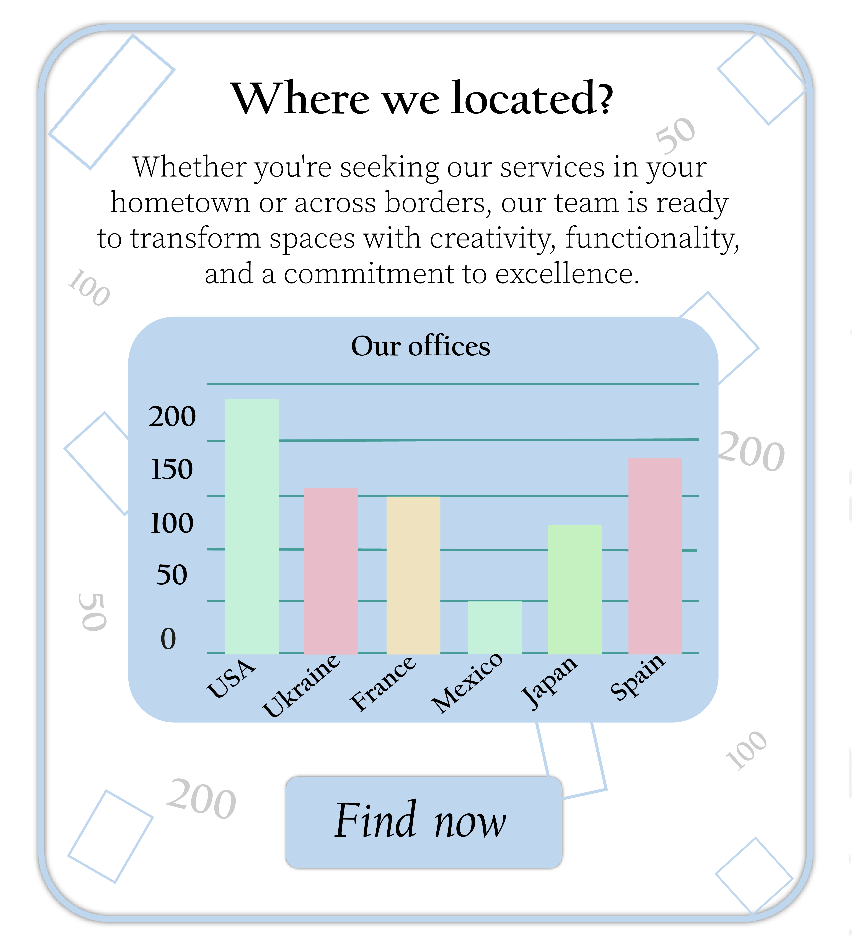 Where we located?
50
Whether you're seeking our services in your
hometown or across borders, our team is ready
to transform spaces with creativity, functionality,
and a commitment to excellence.
100
Our offices
200
200
150
100
50
50
0
USA Ukraine France Mexico Japan Spain
100
200
Find now